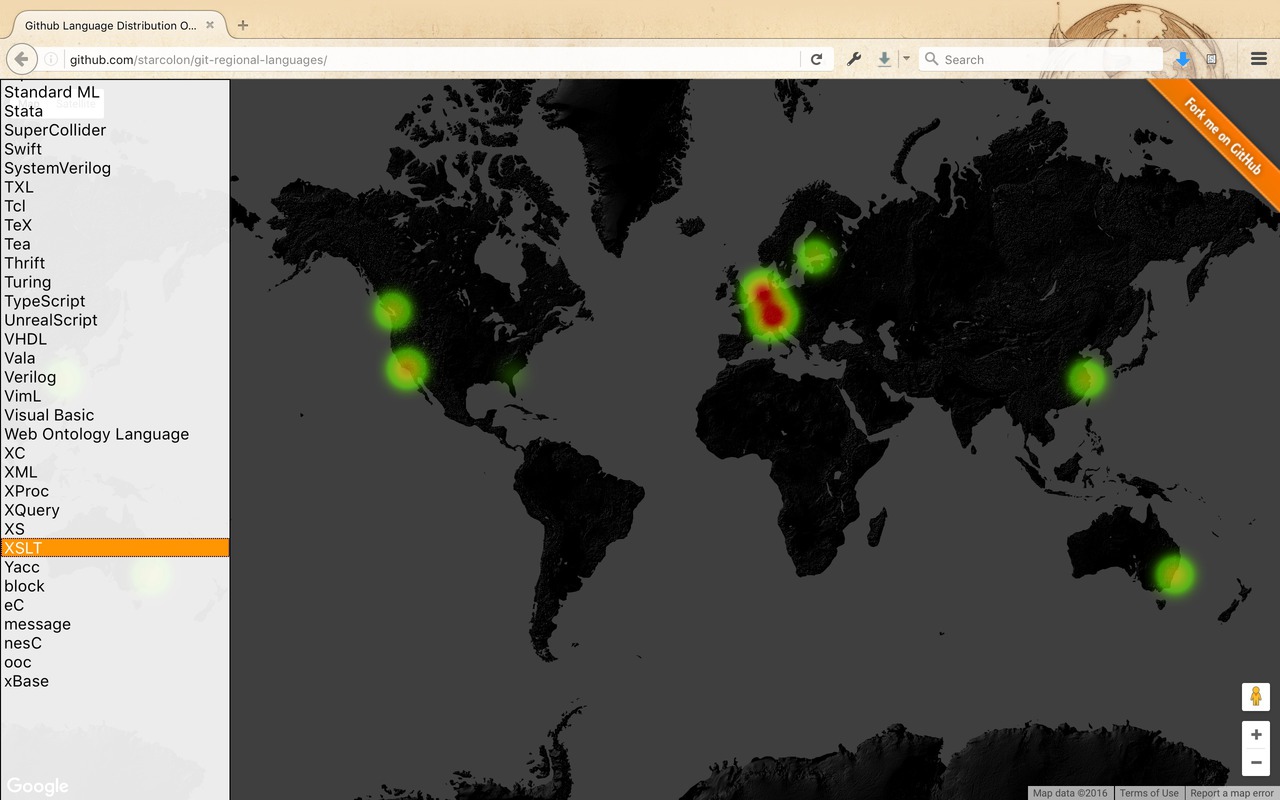 Github Language Distribution O...
github.com/starcolon/git-regional-languages/
Search
Standard ML
Stata
SuperCollider
Swift
SystemVerilog
TXL
Tcl
TeX
Tea
Thrift
Turing
TypeScript
UnrealScript
VHDL
Vala
Verilog
VimL
Visual Basic
Web Ontology Language
XC
XML
XProc
XQuery
XS
XSLT
Yacc
block
eC
message
nesC
ooc
xBase
Fork me on GitHub
Google
Map data ©2016
Terms of Use
Report a map error